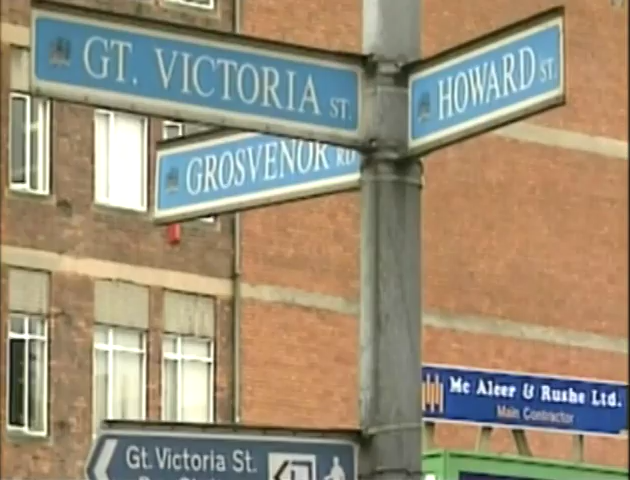 GT. VICTORIA ST.
HOWARD ST.
GROSVENOR RD
Mc Aleer & Rushe Ltd.
Main Contractor
Gt. Victoria St.